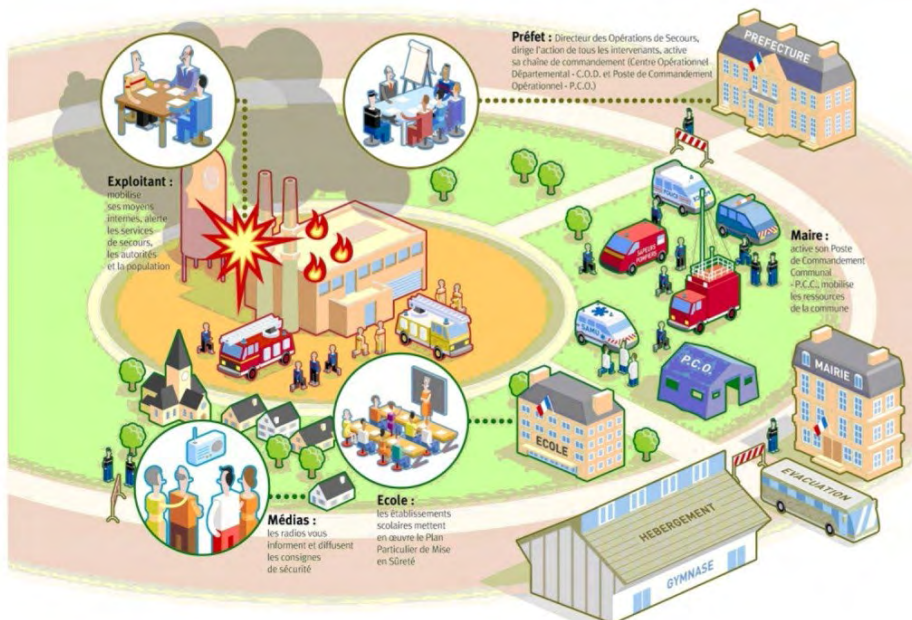 Préfet : Directeur des Opérations de Secours,
dirige l'action de tous les intervenants, active
sa chaîne de commandement (Centre Opérationnel
Départemental - C.O.D. et Poste de Commandement
Opérationnel - P.C.O.)
PREFECTURE
Exploitant :
mobilise
ses moyens
internes, alerte
les services
de secours,
les autorités
et la population
POLICE
SAPEURS
POMPIERS
Maire :
active son Poste
de Commandement
Communal
- P.C.C., mobilise
les ressources
de la commune
SAMU
P.C.O.
MAIRIE
ECOLE
EVACUATION
Médias :
les radios vous
informent et diffusent
les consignes
de sécurité
Ecole :
les établissements
scolaires mettent
en œuvre le Plan
Particulier de Mise
en Sûreté
HEBERGEMENT
GYMNASE